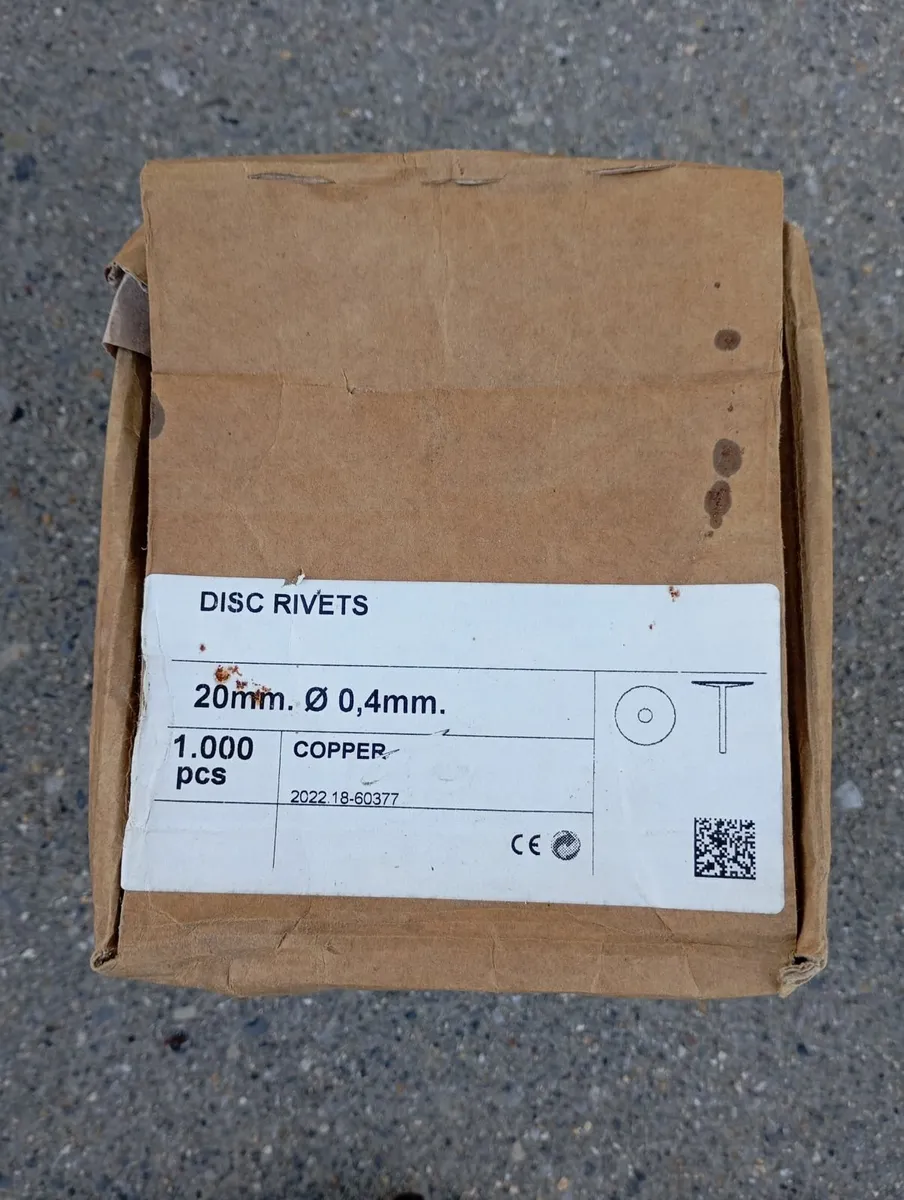 DISC RIVETS
20mm. Ø 0,4mm.
1.000
pcs
COPPER
2022.18-60377
CE